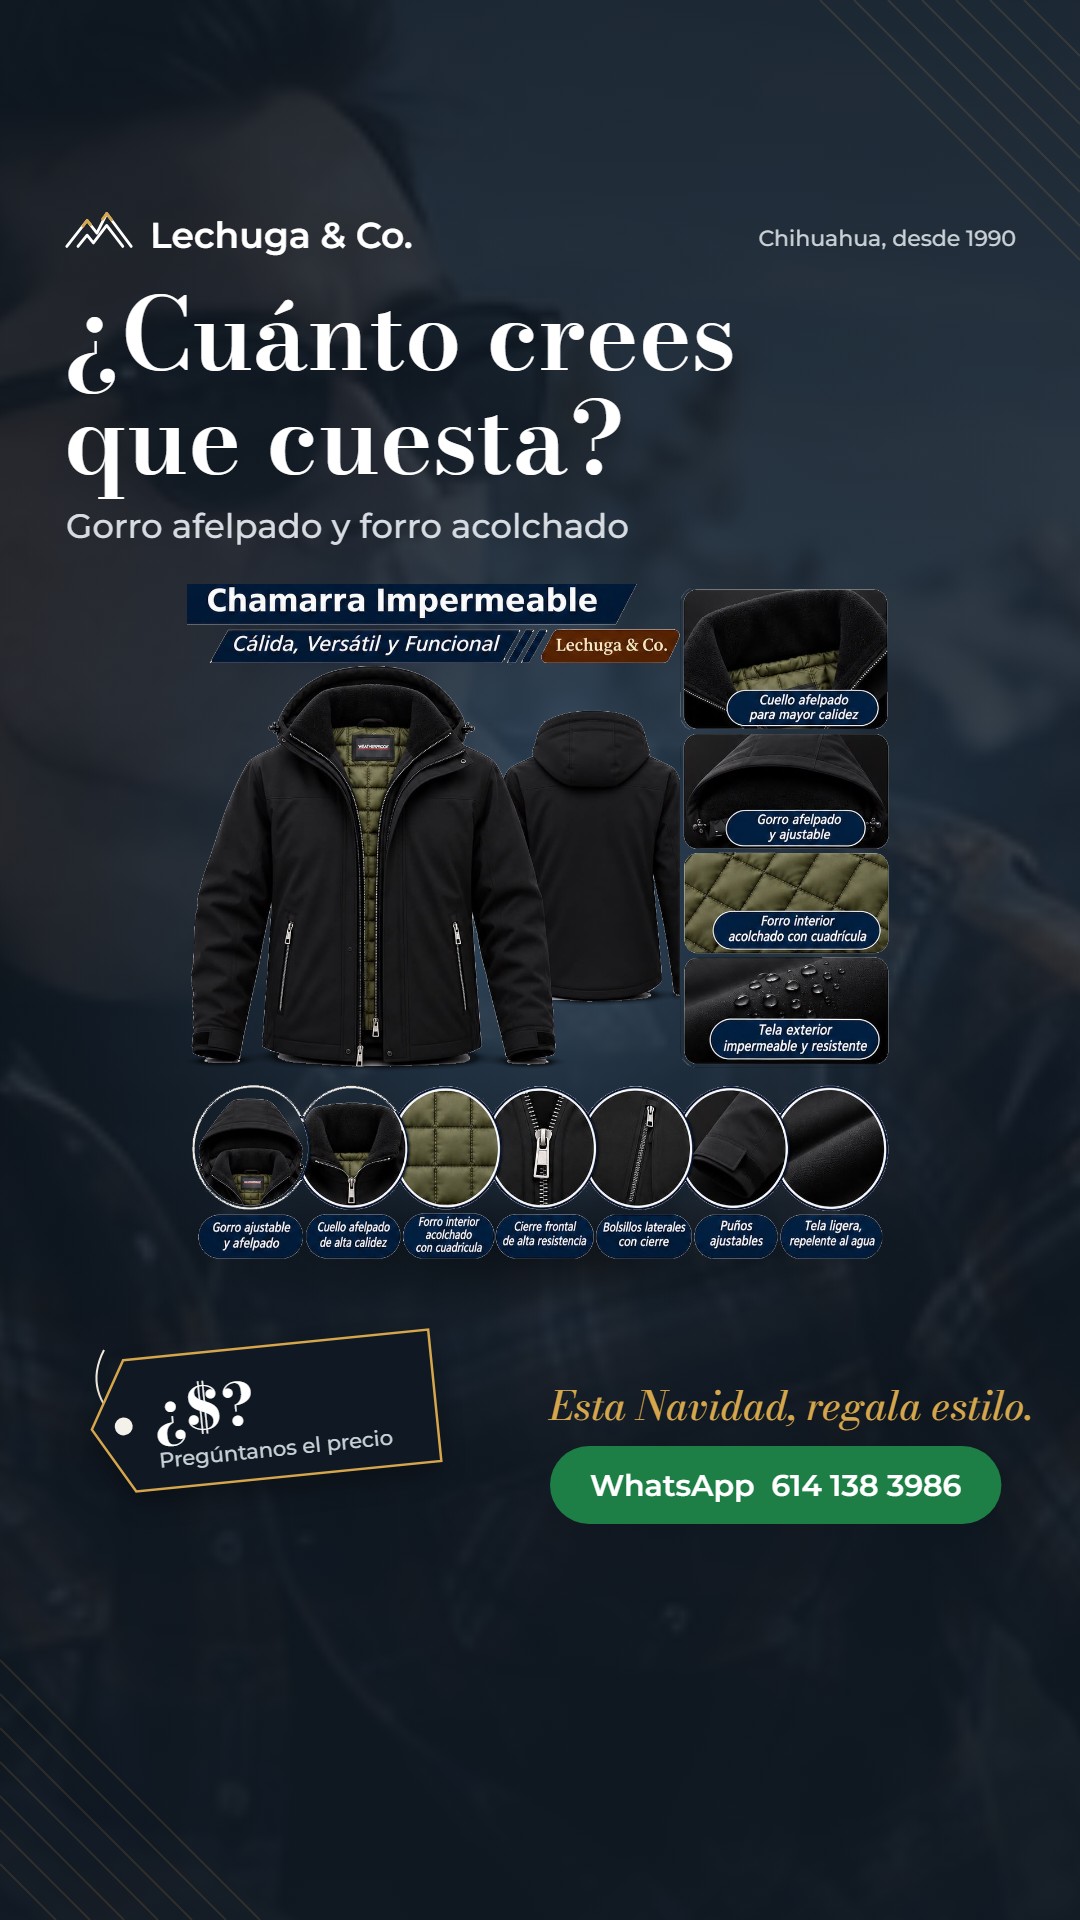 Lechuga & Co.
Chihuahua, desde 1990
¿Cuánto crees
que cuesta?
Gorro afelpado y forro acolchado
Chamarra Impermeable
Cálida, Versátil y Funcional
Lechuga & Co.
WEATHERPROOF
Cuello afelpado
para mayor calidez
Gorro afelpado
y ajustable
Forro interior
acolchado con cuadrícula
Tela exterior
impermeable y resistente
Gorro ajustable
y afelpado
Cuello afelpado
de alta calidez
Forro interior
acolchado
con cuadrícula
Cierre frontal
de alta resistencia
Bolsillos laterales
con cierre
Puños
ajustables
Tela ligera,
repelente al agua
¿$?
Pregúntanos el precio
Esta Navidad, regala estilo.
WhatsApp 614 138 3986